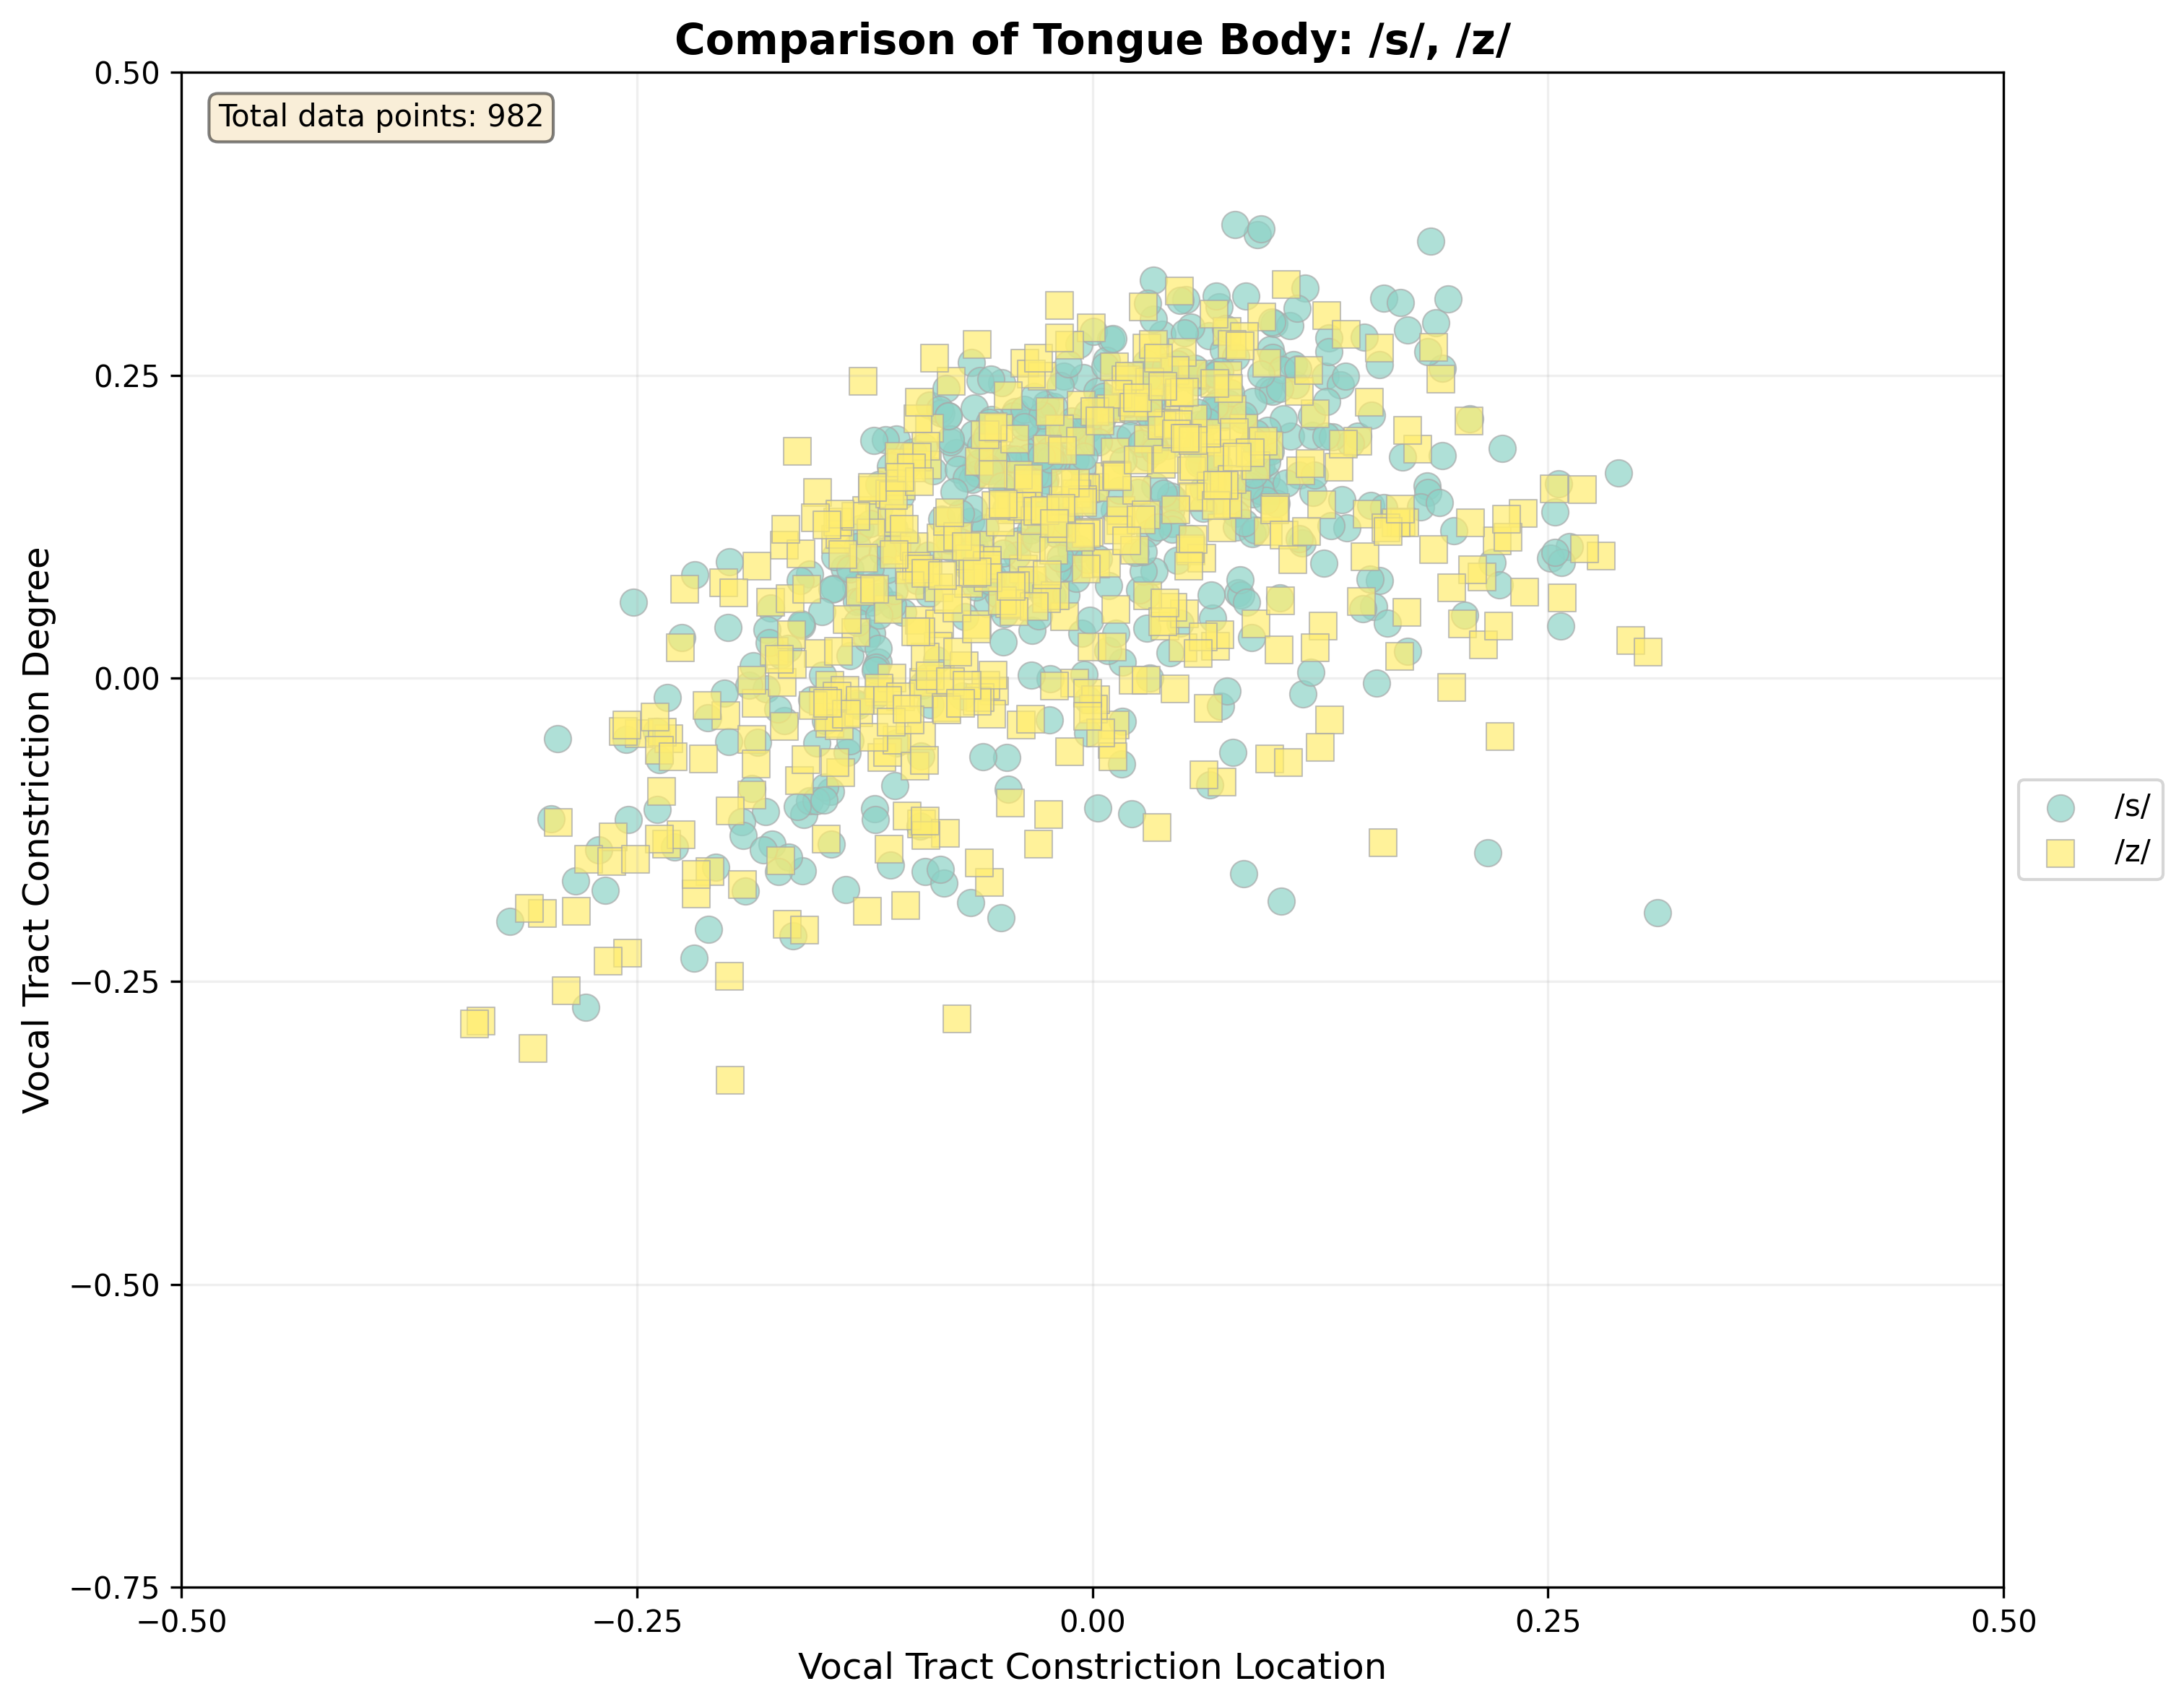 Comparison of Tongue Body: /s/, /z/
Total data points: 982
0.50
0.25
0.00
−0.25
−0.50
−0.75
Vocal Tract Constriction Degree
/s/
/z/
−0.50
−0.25
0.00
0.25
0.50
Vocal Tract Constriction Location